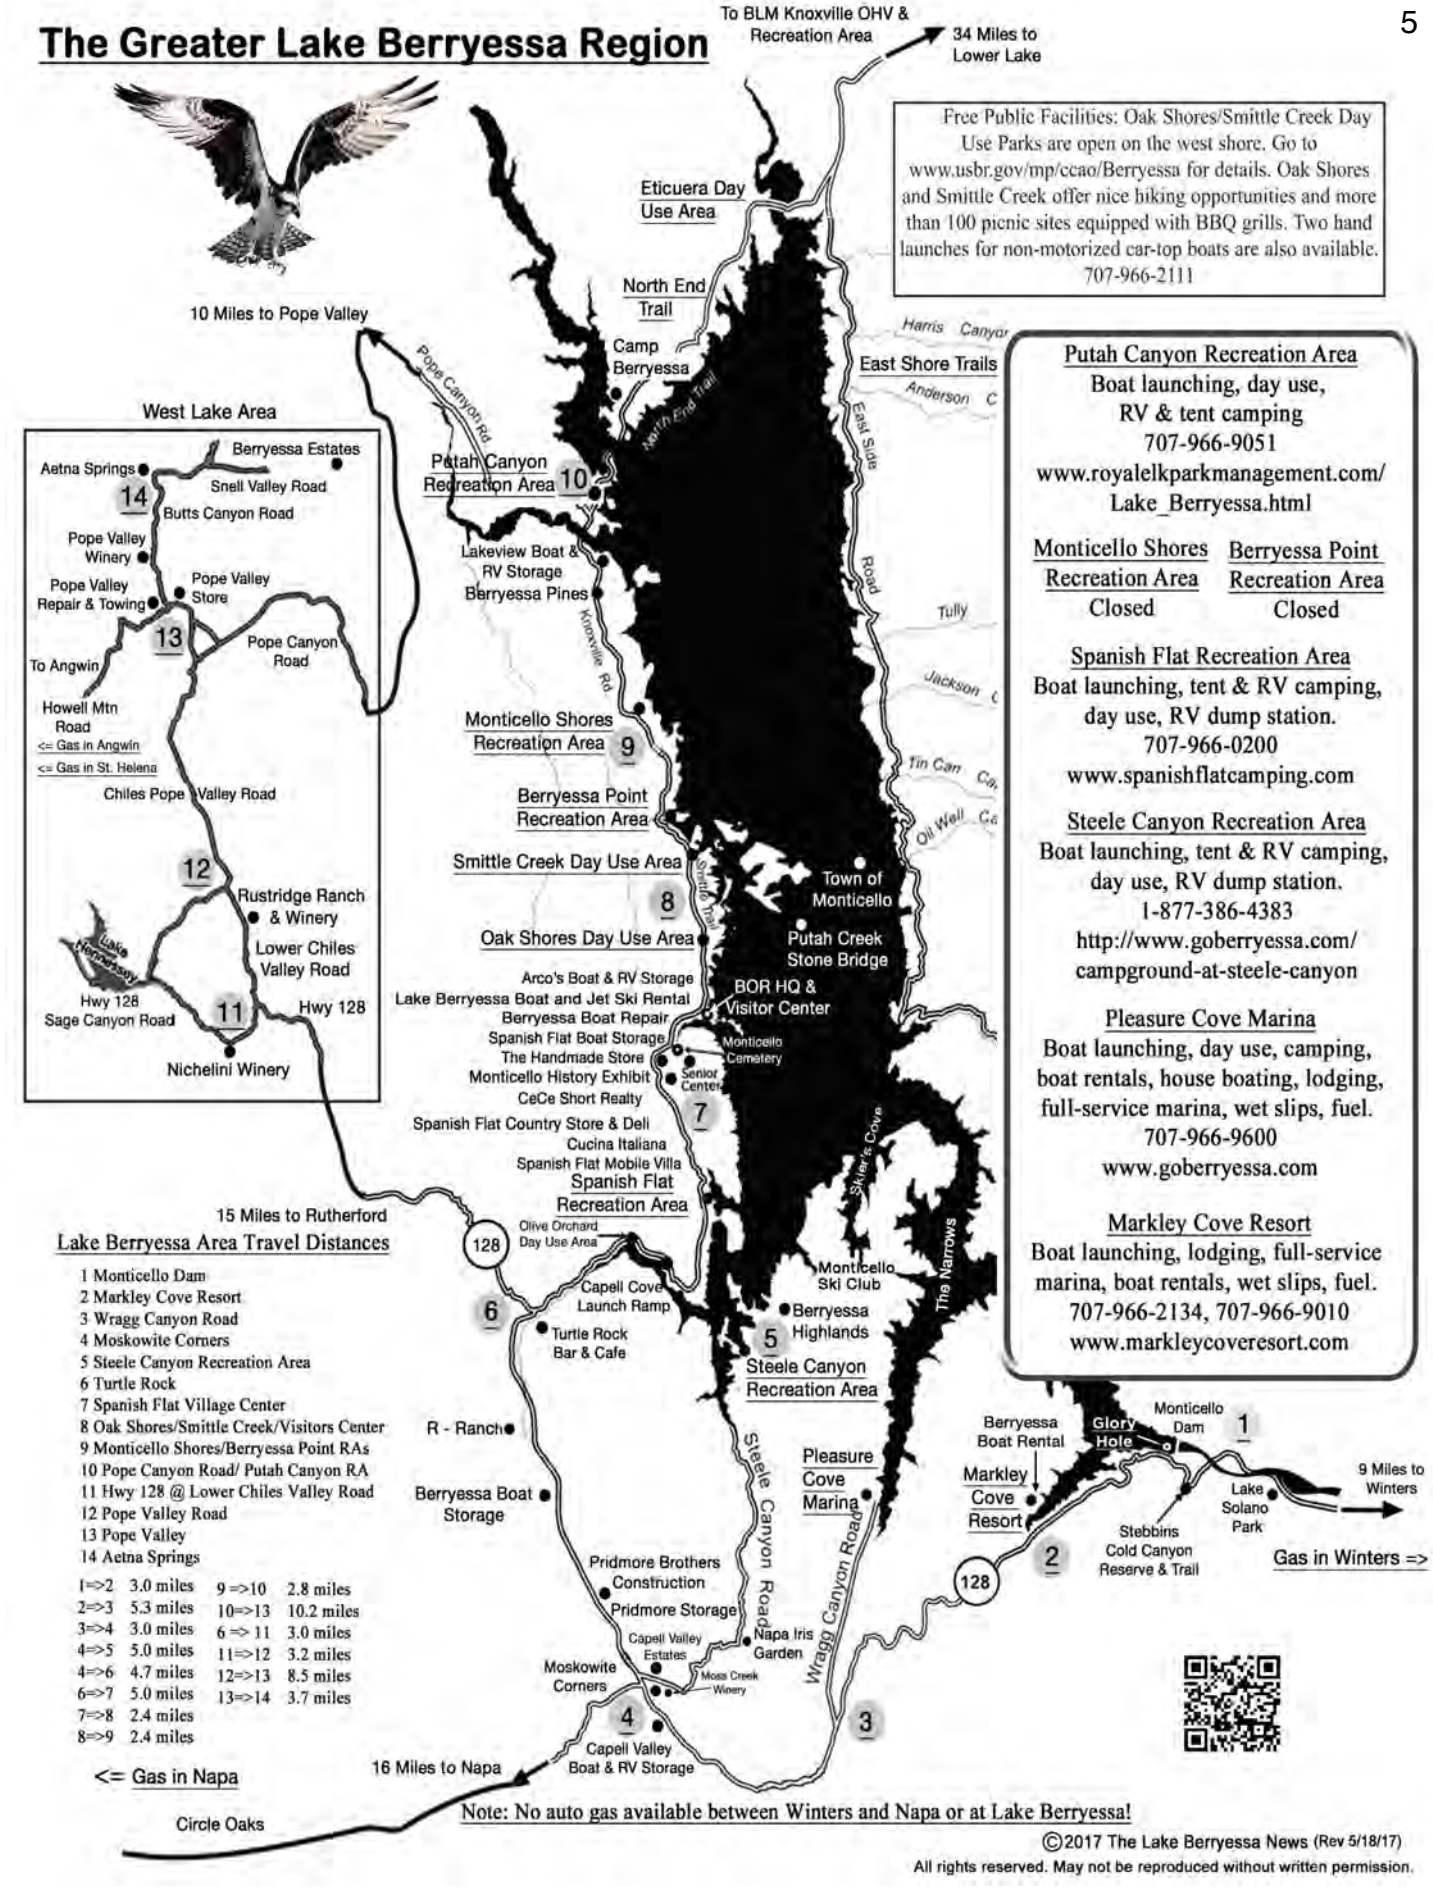 5
The Greater Lake Berryessa Region
To BLM Knoxville OHV &
Recreation Area
34 Miles to
Lower Lake
Free Public Facilities: Oak Shores/Smittle Creek Day
Use Parks are open on the west shore. Go to
www.usbr.gov/mp/ccao/Berryessa for details. Oak Shores
and Smittle Creek offer nice hiking opportunities and more
than 100 picnic sites equipped with BBQ grills. Two hand
launches for non-motorized car-top boats are also available.
707-966-2111
Eticuera Day
Use Area
North End
Trail
Camp
Berryessa
North End Trail
10 Miles to Pope Valley
Pope Canyon Rd
Putah Canyon
Recreation Area
10
Harris Canyon
East Shore Trails
Anderson C
East Side
Road
Tully
Jackson C
Tin Can Ca
Oil Well Ca
West Lake Area
Berryessa Estates
Aetna Springs
14
Snell Valley Road
Butts Canyon Road
Pope Valley
Winery
Pope Valley
Repair & Towing
Pope Valley
Store
13
Pope Canyon
Road
To Angwin
Howell Mtn
Road
<= Gas in Angwin
<= Gas in St. Helena
Chiles Pope Valley Road
12
Rustridge Ranch
& Winery
Lake
Hennessey
Lower Chiles
Valley Road
Hwy 128
Sage Canyon Road
11
Hwy 128
Nichelini Winery
Lakeview Boat &
RV Storage
Berryessa Pines
Knoxville Rd
Monticello Shores
Recreation Area
9
Berryessa Point
Recreation Area
Smittle Creek Day Use Area
Smittle Trail
8
Oak Shores Day Use Area
Town of
Monticello
Putah Creek
Stone Bridge
BOR HQ &
Visitor Center
Arco's Boat & RV Storage
Lake Berryessa Boat and Jet Ski Rental
Berryessa Boat Repair
Spanish Flat Boat Storage
The Handmade Store
Monticello History Exhibit
CeCe Short Realty
Monticello
Cemetery
Senior
Center
7
Spanish Flat Country Store & Deli
Cucina Italiana
Spanish Flat Mobile Villa
Spanish Flat
Recreation Area
Olive Orchard
Day Use Area
Skier's Cove
The Narrows
Monticello
Ski Club
Capell Cove
Launch Ramp
Berryessa
Highlands
5
Steele Canyon
Recreation Area
128
6
Turtle Rock
Bar & Cafe
R - Ranch
Berryessa Boat
Storage
Steele Canyon Road
Pleasure
Cove
Marina
Wragg Canyon Road
Pridmore Brothers
Construction
Pridmore Storage
Capell Valley
Estates
Napa Iris
Garden
Moskowite
Corners
Moss Creek
Winery
4
Capell Valley
Boat & RV Storage
3
16 Miles to Napa
Putah Canyon Recreation Area
Boat launching, day use,
RV & tent camping
707-966-9051
www.royalelkparkmanagement.com/
Lake_Berryessa.html
Monticello Shores
Recreation Area
Closed
Berryessa Point
Recreation Area
Closed
Spanish Flat Recreation Area
Boat launching, tent & RV camping,
day use, RV dump station.
707-966-0200
www.spanishflatcamping.com
Steele Canyon Recreation Area
Boat launching, tent & RV camping,
day use, RV dump station.
1-877-386-4383
http://www.goberryessa.com/
campground-at-steele-canyon
Pleasure Cove Marina
Boat launching, day use, camping,
boat rentals, house boating, lodging,
full-service marina, wet slips, fuel.
707-966-9600
www.goberryessa.com
Markley Cove Resort
Boat launching, lodging, full-service
marina, boat rentals, wet slips, fuel.
707-966-2134, 707-966-9010
www.markleycoveresort.com
Berryessa
Boat Rental
Glory
Hole
Monticello
Dam
1
Markley
Cove
Resort
2
128
Stebbins
Cold Canyon
Reserve & Trail
Lake
Solano
Park
9 Miles to
Winters
Gas in Winters =>
15 Miles to Rutherford
Lake Berryessa Area Travel Distances
1 Monticello Dam
2 Markley Cove Resort
3 Wragg Canyon Road
4 Moskowite Corners
5 Steele Canyon Recreation Area
6 Turtle Rock
7 Spanish Flat Village Center
8 Oak Shores/Smittle Creek/Visitors Center
9 Monticello Shores/Berryessa Point RAs
10 Pope Canyon Road/ Putah Canyon RA
11 Hwy 128 @ Lower Chiles Valley Road
12 Pope Valley Road
13 Pope Valley
14 Aetna Springs
1=>2 3.0 miles
2=>3 5.3 miles
3=>4 3.0 miles
4=>5 5.0 miles
4=>6 4.7 miles
6=>7 5.0 miles
7=>8 2.4 miles
8=>9 2.4 miles
9 =>10 2.8 miles
10=>13 10.2 miles
6 => 11 3.0 miles
11=>12 3.2 miles
12=>13 8.5 miles
13=>14 3.7 miles
<= Gas in Napa
Circle Oaks
Note: No auto gas available between Winters and Napa or at Lake Berryessa!
©2017 The Lake Berryessa News (Rev 5/18/17)
All rights reserved. May not be reproduced without written permission.